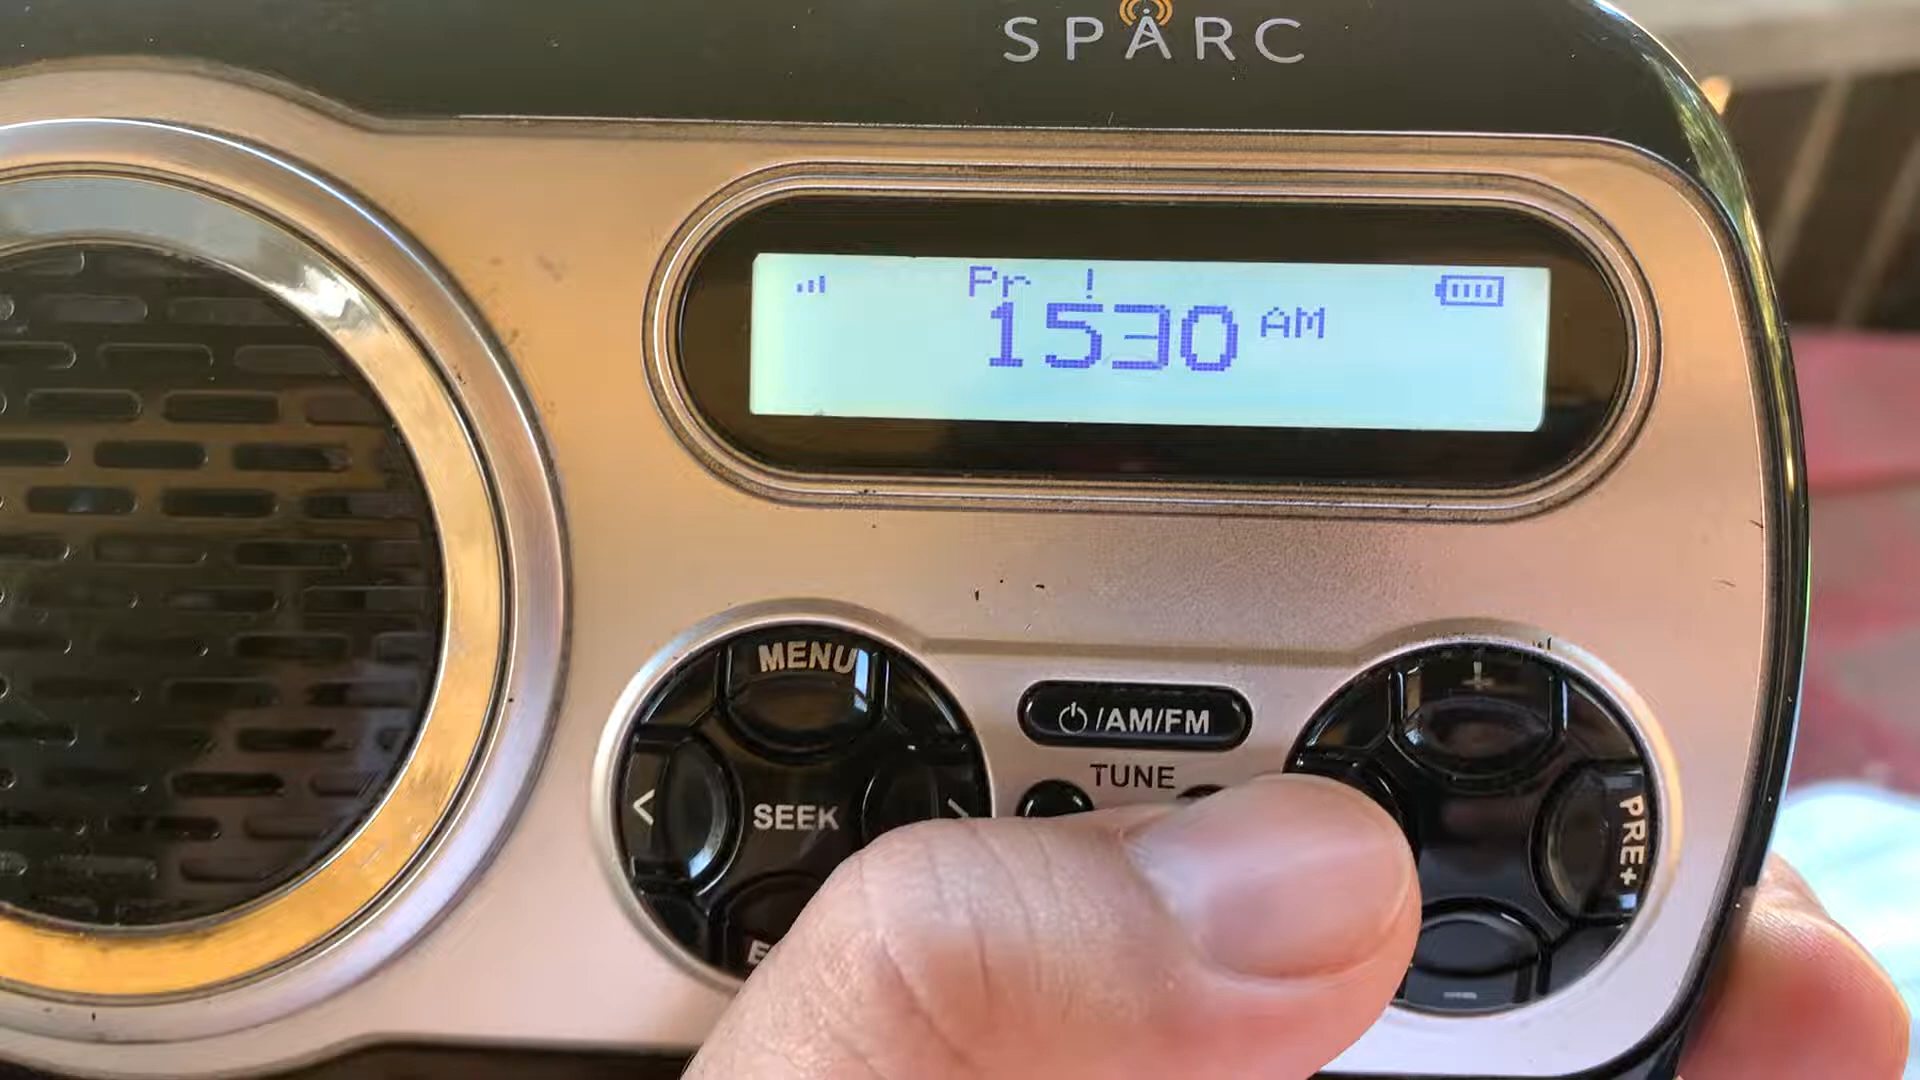 SPARC
Pr
1530 AM
MENU
/AM/FM
TUNE
< SEEK >
PRE+